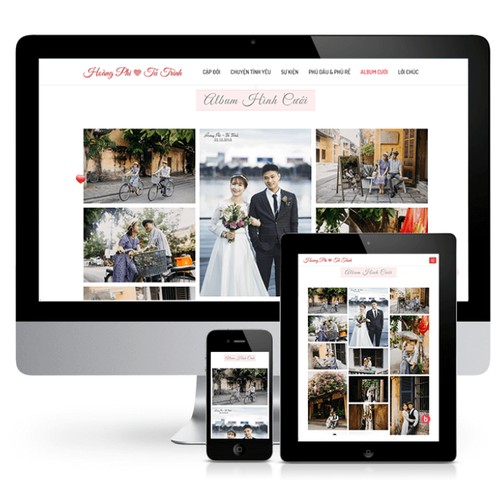 Hoàng Phi Tú Trinh
CẶP ĐÔI CHUYỆN TÌNH YÊU SỰ KIỆN PHÙ DÂU & PHÙ RỂ ALBUM CƯỚI LỜI CHÚC
Album Hình Cưới
Hoàng Phi Tú Trinh
Album Hình Cưới
Album Hình Cưới